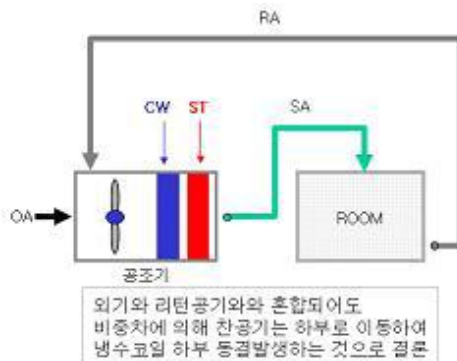 RA
CW ST
SA
OA
ROOM
공조기
외기와 리턴공기와와 혼합되어도
비중차에 의해 찬공기는 하부로 이동하여
냉수코일 하부 동결발생하는 것으로 결론